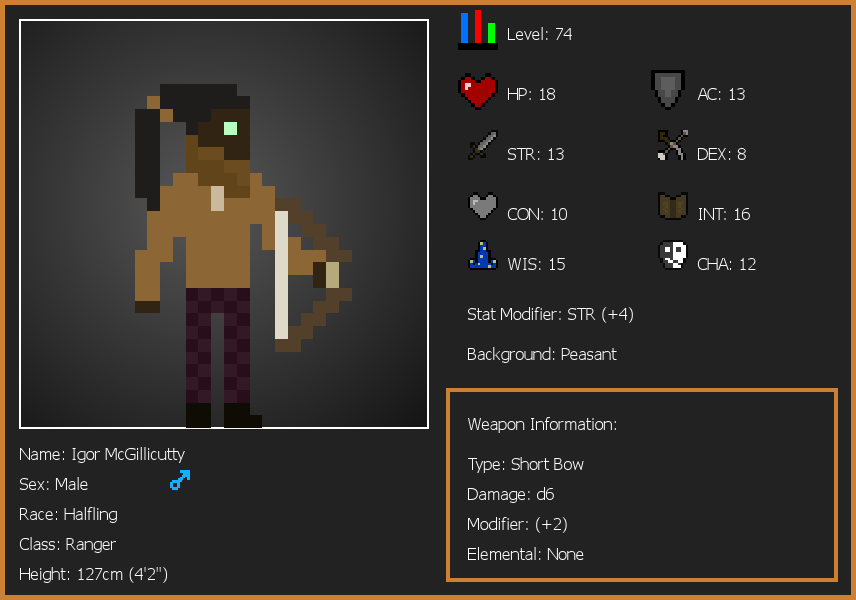 Level: 74
HP: 18
AC: 13
STR: 13
DEX: 8
CON: 10
INT: 16
WIS: 15
CHA: 12
Stat Modifier: STR (+4)
Background: Peasant
Weapon Information:
Type: Short Bow
Damage: d6
Modifier: (+2)
Elemental: None
Name: Igor McGillicutty
Sex: Male
Race: Halfling
Class: Ranger
Height: 127cm (4'2")